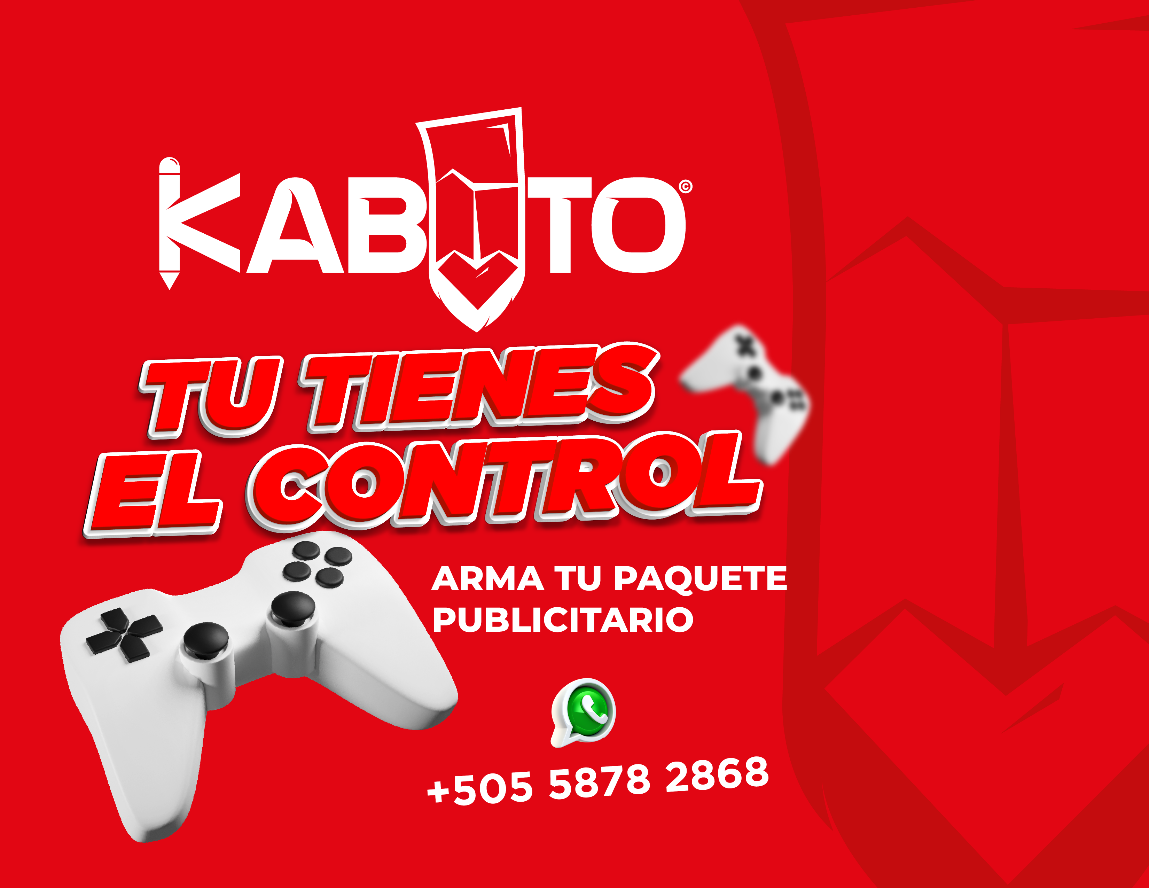 KABUTO©
TU TIENES
EL CONTROL
ARMA TU PAQUETE
PUBLICITARIO
+505 5878 2868